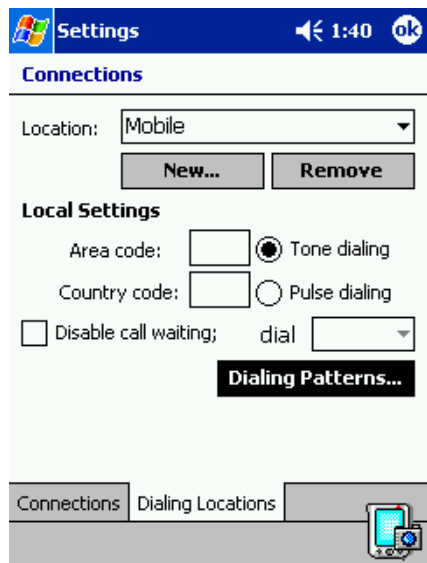 Settings 1:40 ok
Connections
Location: Mobile
New... Remove
Local Settings
Area code: Tone dialing
Country code: Pulse dialing
Disable call waiting; dial
Dialing Patterns...
Connections Dialing Locations